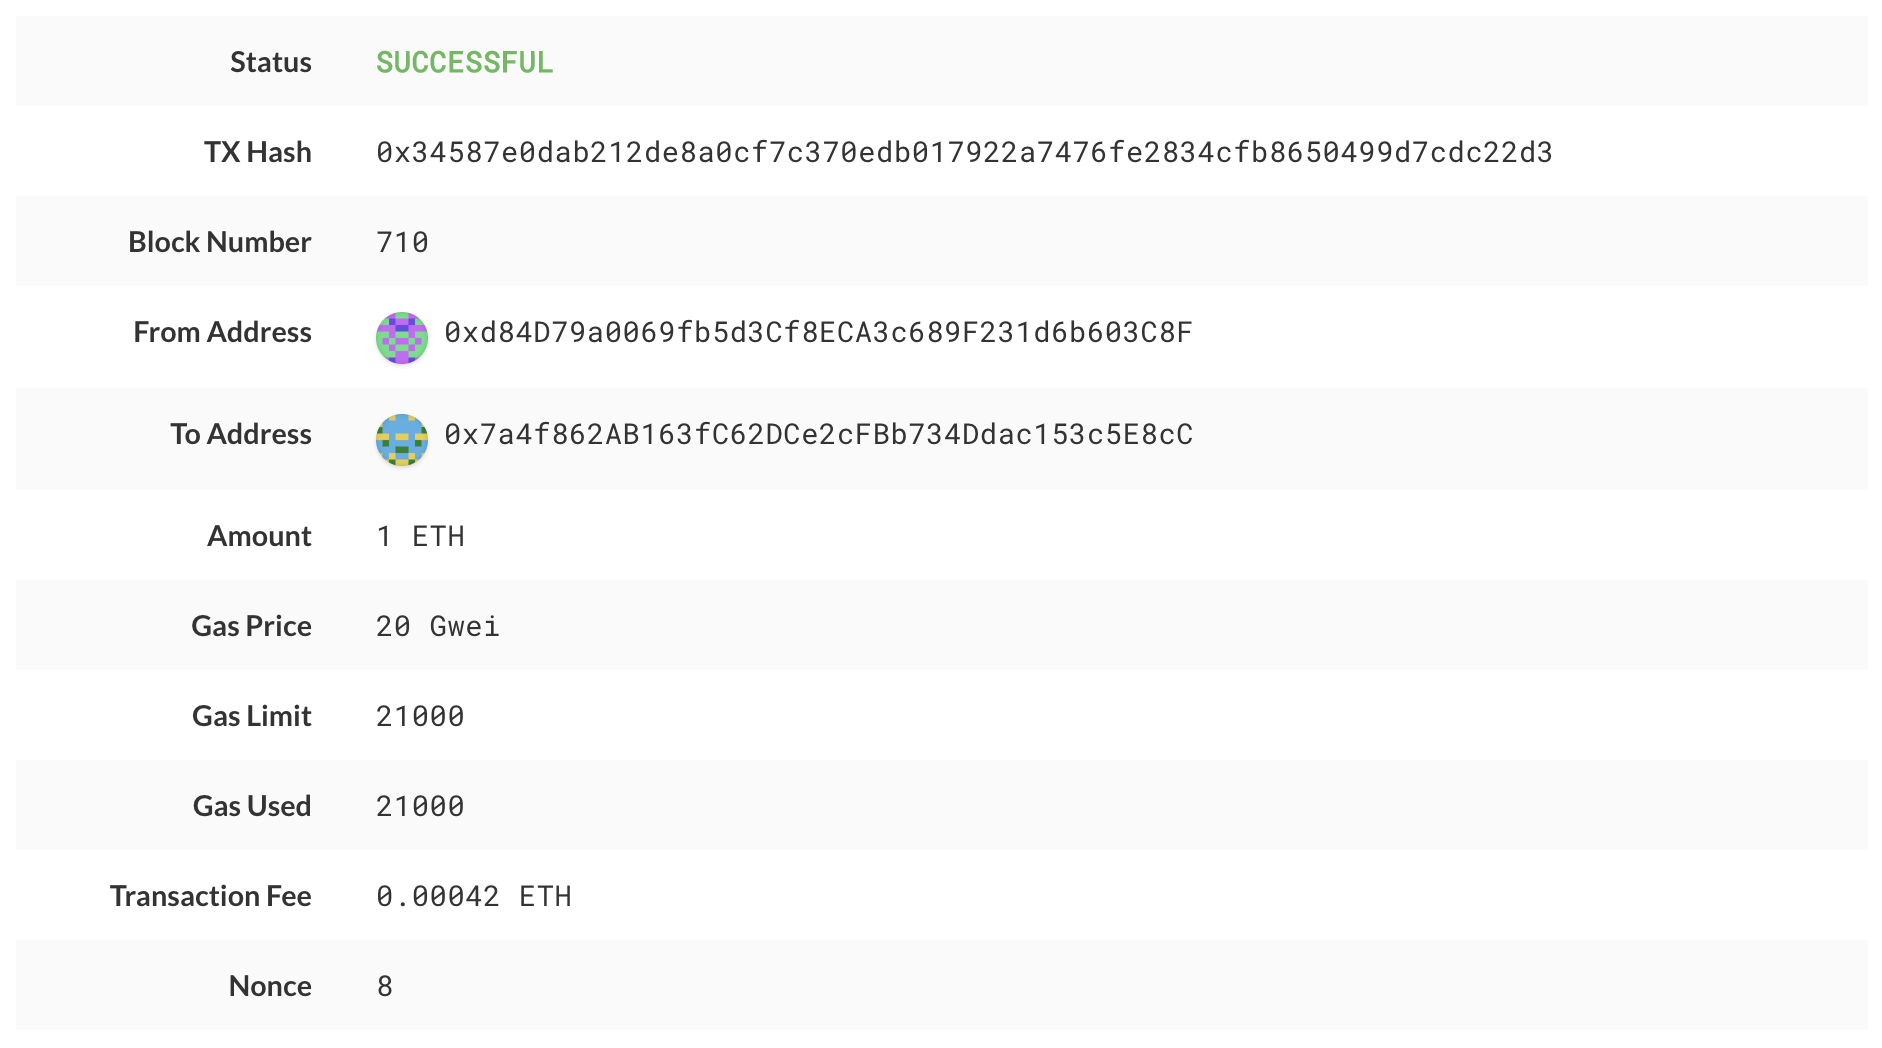 Status SUCCESSFUL
TX Hash 0x34587e0dab212de8a0cf7c370edb017922a7476fe2834cfb8650499d7cdc22d3
Block Number 710
From Address 0xd84D79a0069fb5d3Cf8ECA3c689F231d6b603C8F
To Address 0x7a4f862AB163fC62DCe2cFBb734Ddac153c5E8cC
Amount 1 ETH
Gas Price 20 Gwei
Gas Limit 21000
Gas Used 21000
Transaction Fee 0.00042 ETH
Nonce 8